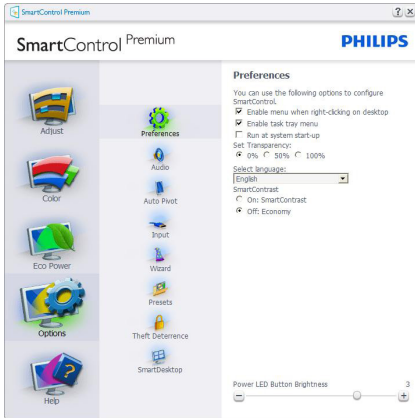 SmartControl Premium
SmartControl Premium
PHILIPS
Adjust
Color
Eco Power
Options
Help
Preferences
Audio
Auto Pivot
Input
Wizard
Presets
Theft Deterrence
SmartDesktop
Preferences
You can use the following options to configure
SmartControl.
Enable menu when right-clicking on desktop
Enable task tray menu
Run at system start-up
Set Transparency:
0% 50% 100%
Select language:
English
SmartContrast
On: SmartContrast
Off: Economy
Power LED Button Brightness 3